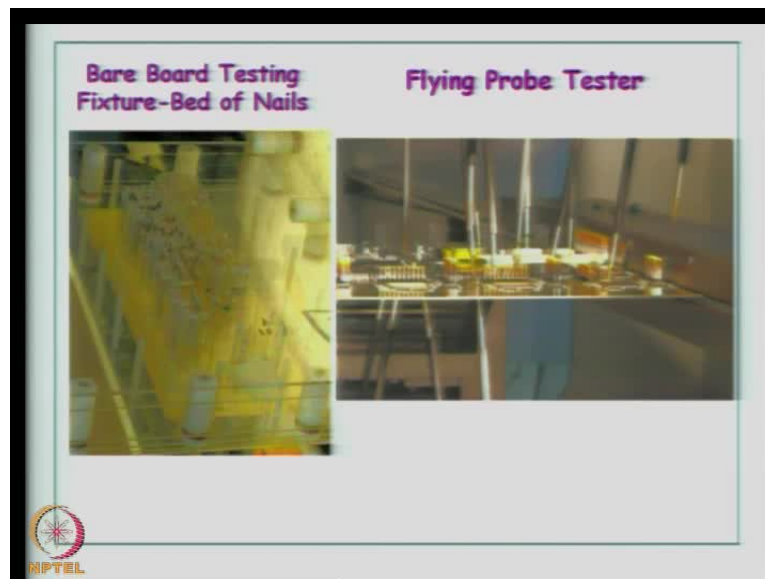 Bare Board Testing
Fixture-Bed of Nails
Flying Probe Tester
NPTEL